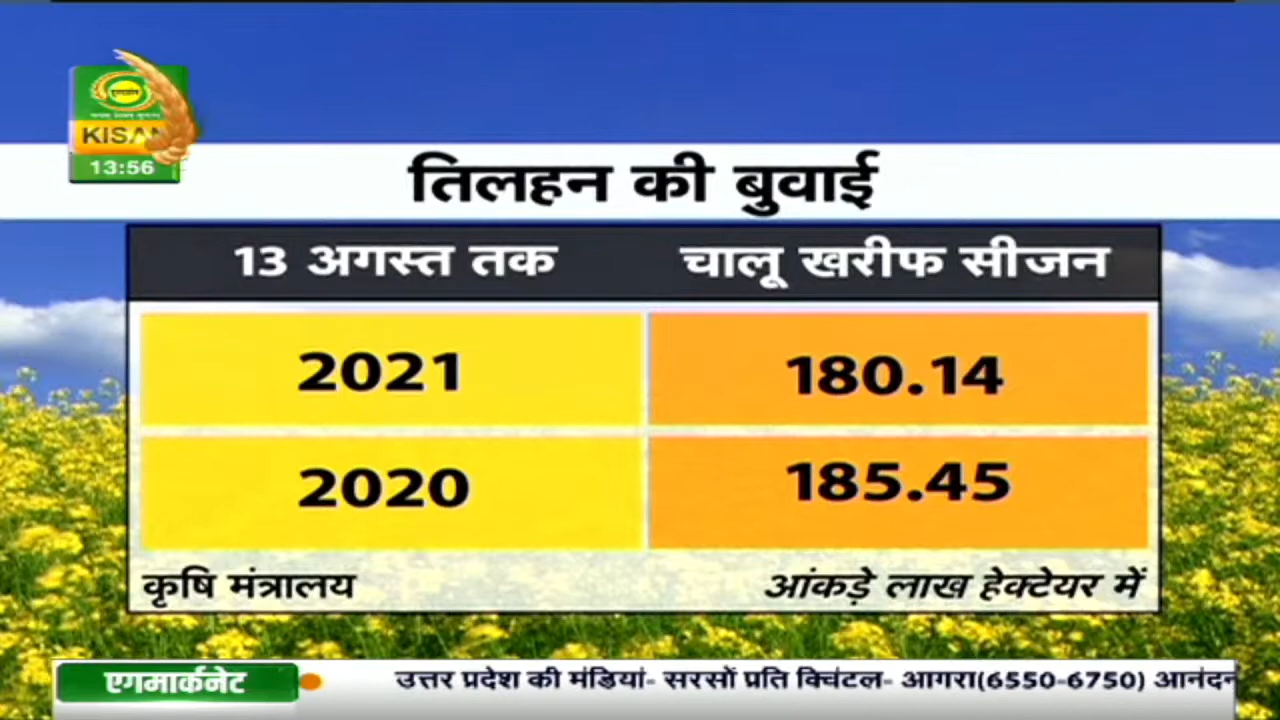 KISAN
13:56
तिलहन की बुवाई
13 अगस्त तक चालू खरीफ सीजन
2021 180.14
2020 185.45
कृषि मंत्रालय आंकड़े लाख हेक्टेयर में
एगमार्कनेट उत्तर प्रदेश की मंडियां- सरसों प्रति क्विंटल- आगरा(6550-6750) आनंदन